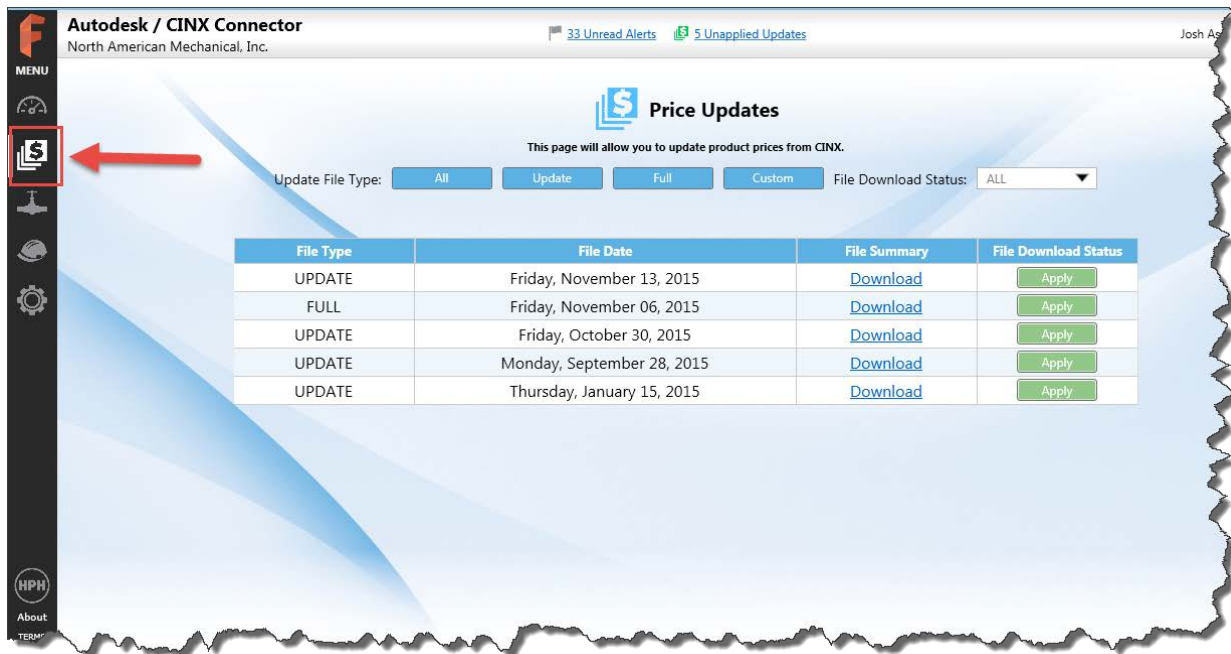 Autodesk / CINX Connector
North American Mechanical, Inc.
33 Unread Alerts 5 Unapplied Updates
Josh
MENU
$ Price Updates
This page will allow you to update product prices from CINX.
Update File Type: All Update Full Custom File Download Status: ALL
File Type File Date File Summary File Download Status
UPDATE Friday, November 13, 2015 Download Apply
FULL Friday, November 06, 2015 Download Apply
UPDATE Friday, October 30, 2015 Download Apply
UPDATE Monday, September 28, 2015 Download Apply
UPDATE Thursday, January 15, 2015 Download Apply
HPH
About